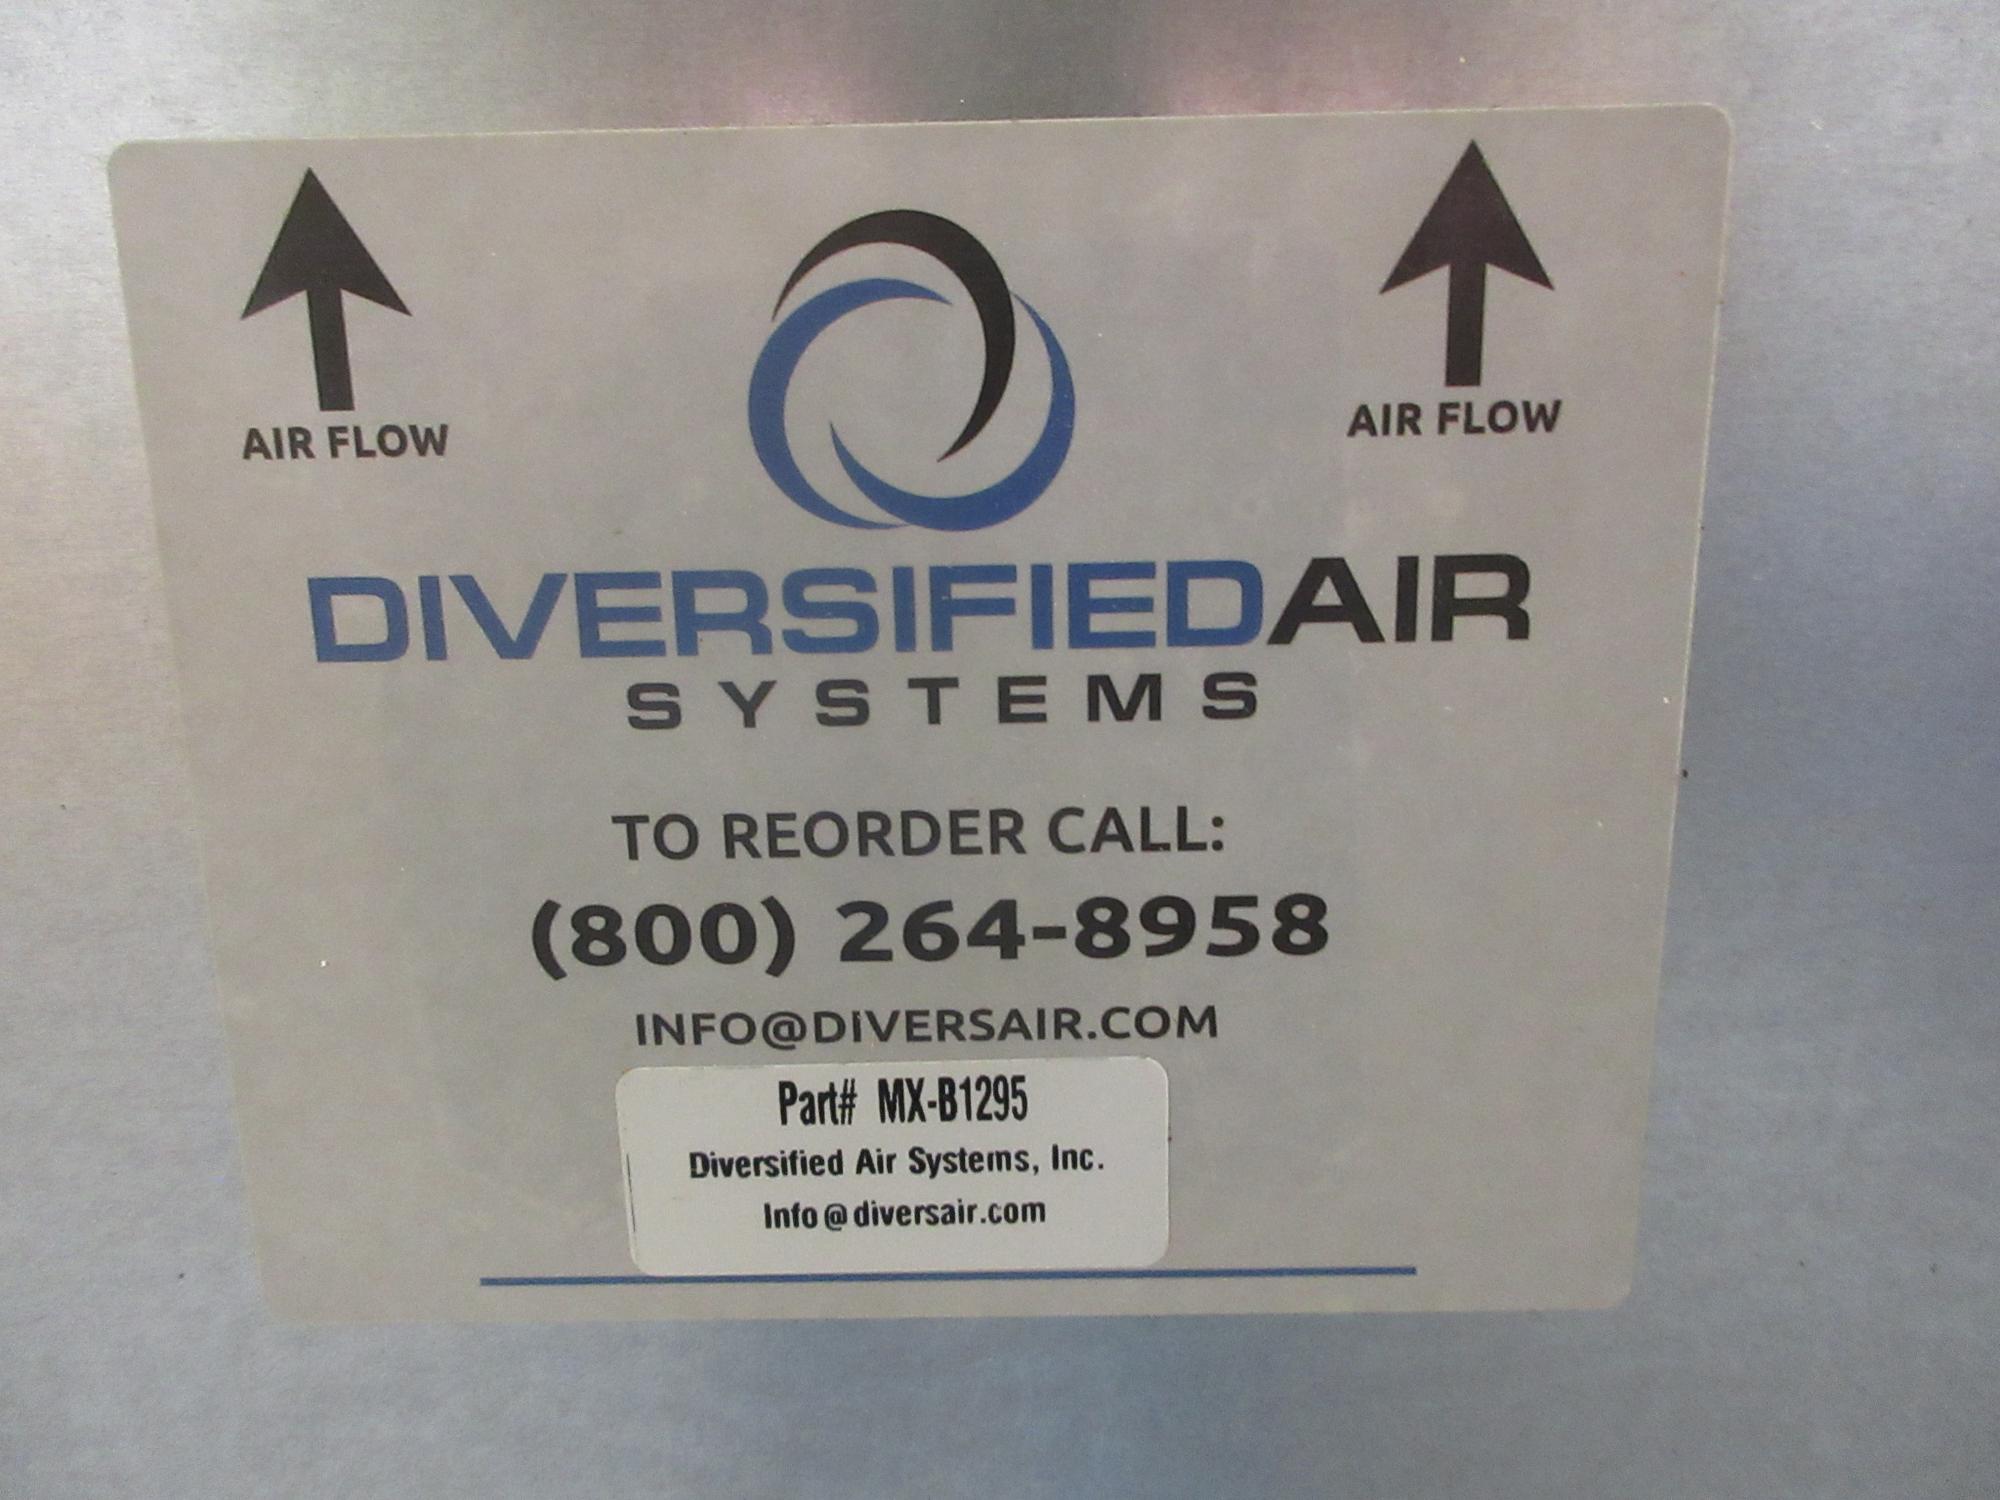 AIR FLOW
AIR FLOW
DIVERSIFIEDAIR
SYSTEMS
TO REORDER CALL:
(800) 264-8958
INFO@DIVERSAIR.COM
Part# MX-B1295
Diversified Air Systems, Inc.
Info@diversair.com